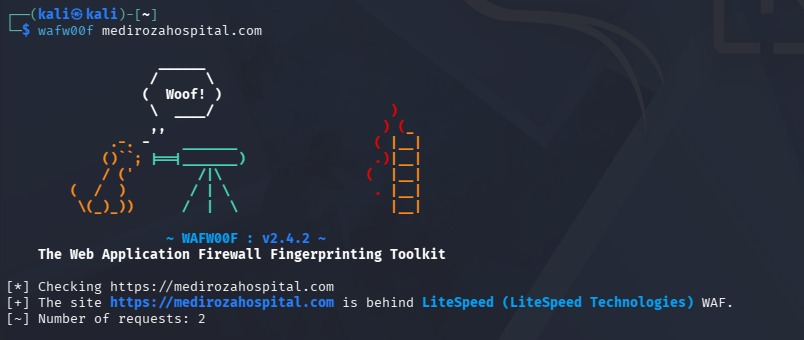 (kali㉿kali)-[~]
$ wafw00f medirozahospital.com
Woof!
~ WAFW00F : v2.4.2 ~
The Web Application Firewall Fingerprinting Toolkit
[*] Checking https://medirozahospital.com
[+] The site https://medirozahospital.com is behind LiteSpeed (LiteSpeed Technologies) WAF.
[~] Number of requests: 2